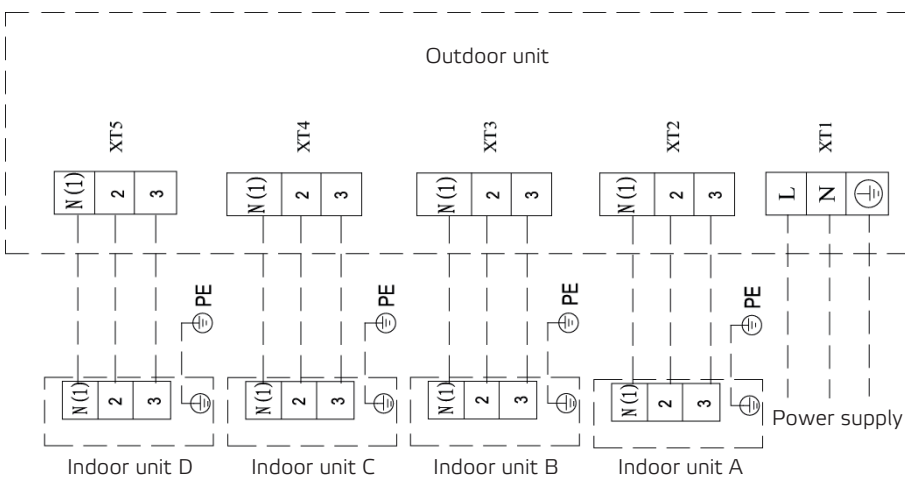 Outdoor unit
XT5 XT4 XT3 XT2 XT1
N (1) 2 3 N (1) 2 3 N (1) 2 3 N (1) 2 3 L N
PE PE PE PE
N (1) 2 3 N (1) 2 3 N (1) 2 3 N (1) 2 3
Power supply
Indoor unit D Indoor unit C Indoor unit B Indoor unit A